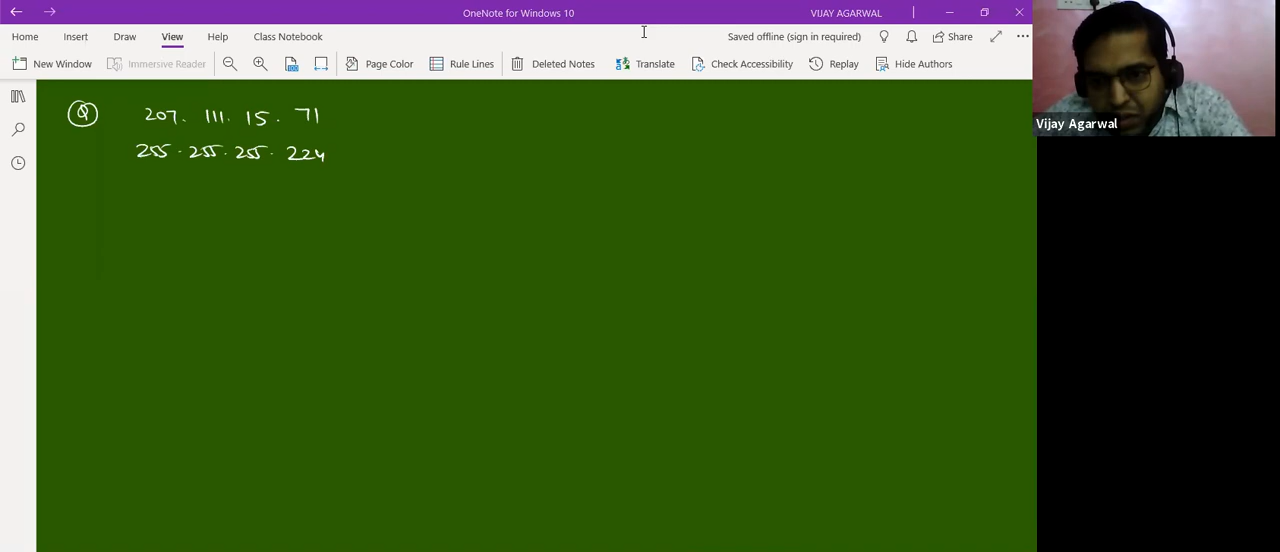 OneNote for Windows 10
VIJAY AGARWAL
Home Insert Draw View Help Class Notebook
Saved offline (sign in required) Share
New Window Immersive Reader Page Color Rule Lines Deleted Notes Translate Check Accessibility Replay Hide Authors
Q 207. 111. 15. 71
255.255.255.224
Vijay Agarwal